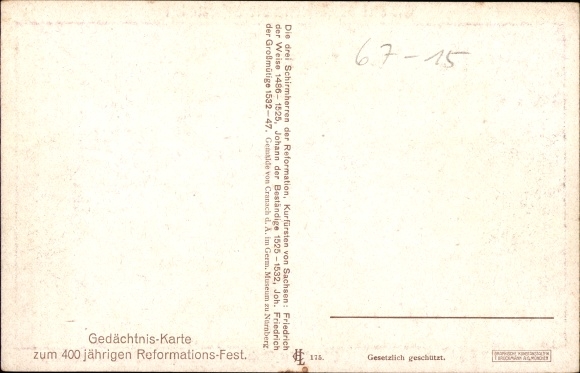 67-15
Die drei Schirmherren der Reformation, Kurfürsten von Sachsen: Friedrich
der Weise 1486-1525, Johann der Beständige 1525-1532, Joh. Friedrich
der Großmütige 1532-47. Gemälde von Cranach d. Ä. im Germ. Museum zu Nürnberg
Gedächtnis-Karte
zum 400 jährigen Reformations-Fest.
175.
Gesetzlich geschützt.